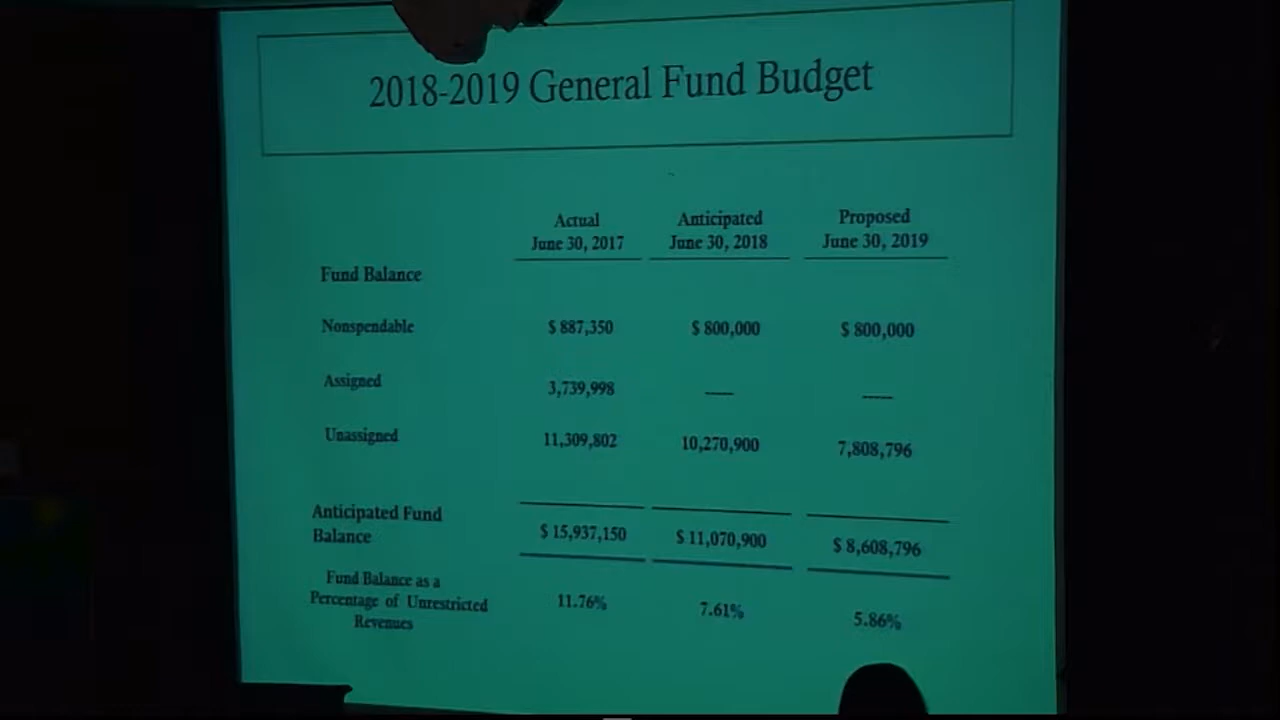 2018-2019 General Fund Budget
Actual Anticipated Proposed
June 30, 2017 June 30, 2018 June 30, 2019
Fund Balance
Nonspendable $ 887,350 $ 800,000 $ 800,000
Assigned 3,739,998 — —
Unassigned 11,309,802 10,270,900 7,808,796
Anticipated Fund
Balance $ 15,937,150 $ 11,070,900 $ 8,608,796
Fund Balance as a
Percentage of Unrestricted 11.76% 7.61% 5.86%
Revenues